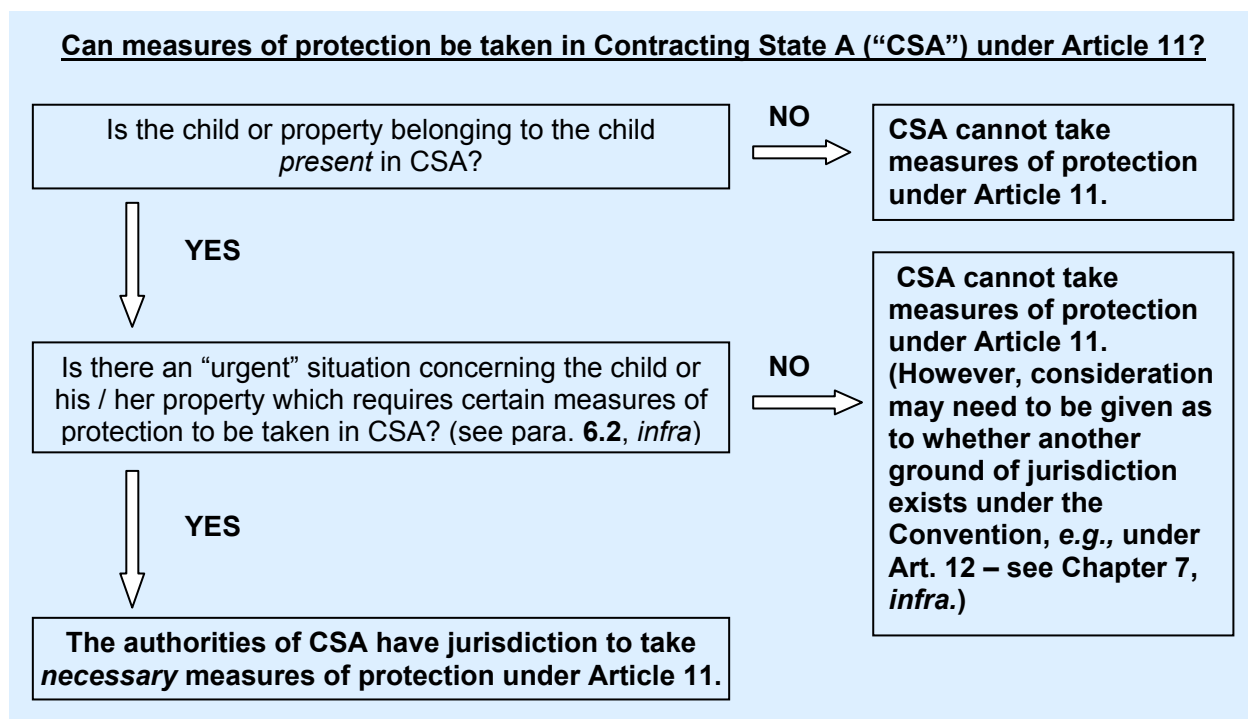 Can measures of protection be taken in Contracting State A (“CSA”) under Article 11?
Is the child or property belonging to the child
present in CSA?
NO
CSA cannot take
measures of protection
under Article 11.
YES
Is there an “urgent” situation concerning the child or
his / her property which requires certain measures of
protection to be taken in CSA? (see para. 6.2, infra)
NO
CSA cannot take
measures of protection
under Article 11.
(However, consideration
may need to be given as
to whether another
ground of jurisdiction
exists under the
Convention, e.g., under
Art. 12 – see Chapter 7,
infra.)
YES
The authorities of CSA have jurisdiction to take
necessary measures of protection under Article 11.